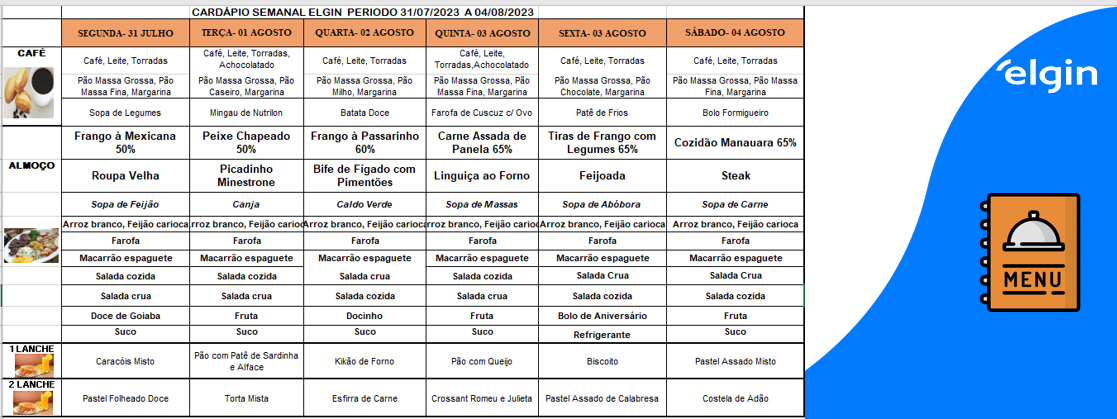 CARDÁPIO SEMANAL ELGIN PERIODO 31/07/2023 A 04/08/2023
SEGUNDA- 31 JULHO TERÇA- 01 AGOSTO QUARTA- 02 AGOSTO QUINTA- 03 AGOSTO SEXTA- 03 AGOSTO SÁBADO- 04 AGOSTO
CAFÉ
Café, Leite, Torradas
Café, Leite, Torradas,
Achocolatado
Café, Leite, Torradas
Café, Leite,
Torradas,Achocolatado
Café, Leite, Torradas
Café, Leite, Torradas
Pão Massa Grossa, Pão
Massa Fina, Margarina
Pão Massa Grossa, Pão
Caseiro, Margarina
Pão Massa Grossa, Pão
Milho, Margarina
Pão Massa Grossa, Pão
Massa Fina, Margarina
Pão Massa Grossa, Pão
Chocolate, Margarina
Pão Massa Grossa, Pão Massa
Fina, Margarina
Sopa de Legumes Mingau de Nutrilon Batata Doce Farofa de Cuscuz c/ Ovo Patê de Frios Bolo Formigueiro
ALMOÇO
Frango à Mexicana
50%
Peixe Chapeado
50%
Frango à Passarinho
60%
Carne Assada de
Panela 65%
Tiras de Frango com
Legumes 65%
Cozidão Manauara 65%
Roupa Velha
Picadinho
Minestrone
Bife de Fígado com
Pimentões
Linguiça ao Forno
Feijoada
Steak
Sopa de Feijão Canja Caldo Verde Sopa de Massas Sopa de Abóbora Sopa de Carne
Arroz branco, Feijão carioca rroz branco, Feijão carioc Arroz branco, Feijão carioca rroz branco, Feijão carioc Arroz branco, Feijão carioca Arroz branco, Feijão carioca
Farofa Farofa Farofa Farofa Farofa Farofa
Macarrão espaguete Macarrão espaguete Macarrão espaguete Macarrão espaguete Macarrão espaguete Macarrão espaguete
Salada cozida Salada cozida Salada crua Salada cozida Salada Crua Salada Crua
Salada crua Salada crua Salada cozida Salada crua Salada cozida Salada cozida
Doce de Goiaba Fruta Docinho Fruta Bolo de Aniversário Fruta
Suco Suco Suco Suco Refrigerante Suco
1 LANCHE
Caracóis Misto
Pão com Patê de Sardinha
e Alface
Kikão de Forno
Pão com Queijo
Biscoito
Pastel Assado Misto
2 LANCHE
Pastel Folheado Doce Torta Mista Esfirra de Carne Crossant Romeu e Julieta Pastel Assado de Calabresa Costela de Adão
elgin
MENU